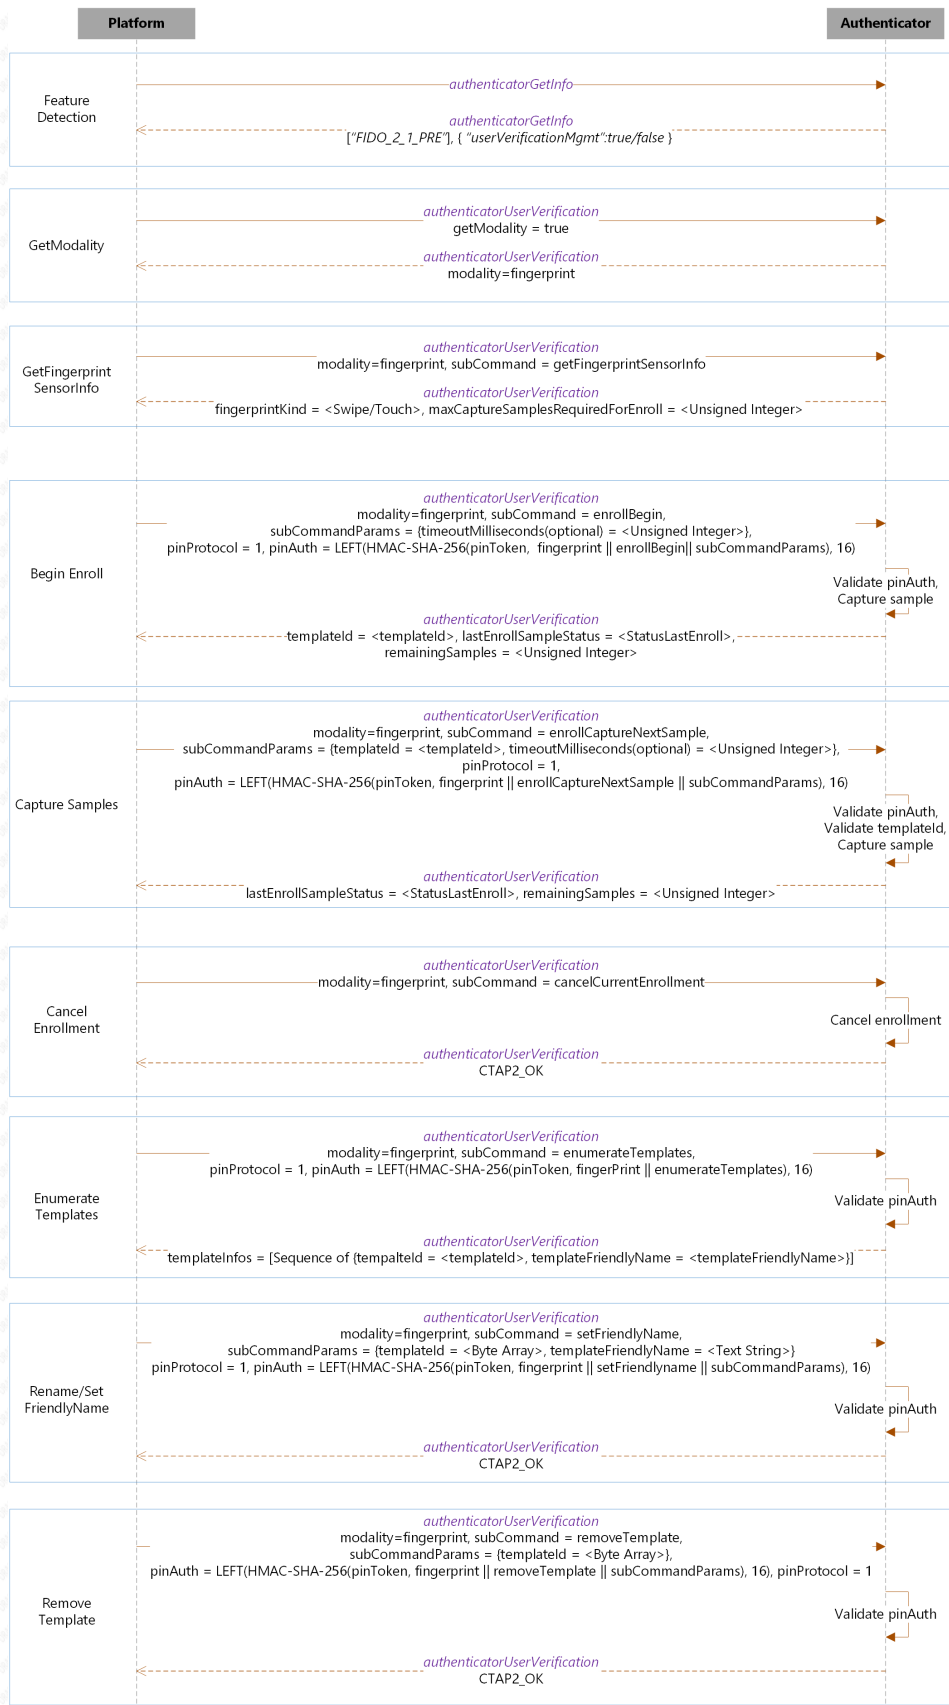 Platform
Authenticator
Feature
Detection
authenticatorGetInfo
authenticatorGetInfo
["FIDO_2_1_PRE"], { "userVerificationMgmt":true/false }
GetModality
authenticatorUserVerification
getModality = true
authenticatorUserVerification
modality=fingerprint
GetFingerprint
SensorInfo
authenticatorUserVerification
modality=fingerprint, subCommand = getFingerprintSensorInfo
authenticatorUserVerification
fingerprintKind = <Swipe/Touch>, maxCaptureSamplesRequiredForEnroll = <Unsigned Integer>
Begin Enroll
authenticatorUserVerification
modality=fingerprint, subCommand = enrollBegin,
subCommandParams = {timeoutMilliseconds(optional) = <Unsigned Integer>},
pinProtocol = 1, pinAuth = LEFT(HMAC-SHA-256(pinToken,  fingerprint || enrollBegin|| subCommandParams), 16)
Validate pinAuth,
Capture sample
authenticatorUserVerification
templateId = <templateId>, lastEnrollSampleStatus = <StatusLastEnroll>,
remainingSamples = <Unsigned Integer>
Capture Samples
authenticatorUserVerification
modality=fingerprint, subCommand = enrollCaptureNextSample,
subCommandParams = {templateId = <templateId>, timeoutMilliseconds(optional) = <Unsigned Integer>},
pinProtocol = 1,
pinAuth = LEFT(HMAC-SHA-256(pinToken, fingerprint || enrollCaptureNextSample || subCommandParams), 16)
Validate pinAuth,
Validate templateId,
Capture sample
authenticatorUserVerification
lastEnrollSampleStatus = <StatusLastEnroll>, remainingSamples = <Unsigned Integer>
Cancel
Enrollment
authenticatorUserVerification
modality=fingerprint, subCommand = cancelCurrentEnrollment
Cancel enrollment
authenticatorUserVerification
CTAP2_OK
Enumerate
Templates
authenticatorUserVerification
modality=fingerprint, subCommand = enumerateTemplates,
pinProtocol = 1, pinAuth = LEFT(HMAC-SHA-256(pinToken, fingerPrint || enumerateTemplates), 16)
Validate pinAuth
authenticatorUserVerification
templateInfos = [Sequence of {tempalteId = <templateId>, templateFriendlyName = <templateFriendlyName>}]
Rename/Set
FriendlyName
authenticatorUserVerification
modality=fingerprint, subCommand = setFriendlyName,
subCommandParams = {templateId = <Byte Array>, templateFriendlyName = <Text String>}
pinProtocol = 1, pinAuth = LEFT(HMAC-SHA-256(pinToken, fingerprint || setFriendlyname || subCommandParams), 16)
Validate pinAuth
authenticatorUserVerification
CTAP2_OK
Remove
Template
authenticatorUserVerification
modality=fingerprint, subCommand = removeTemplate,
subCommandParams = {templateId = <Byte Array>},
pinAuth = LEFT(HMAC-SHA-256(pinToken, fingerprint || removeTemplate || subCommandParams), 16), pinProtocol = 1
Validate pinAuth
authenticatorUserVerification
CTAP2_OK